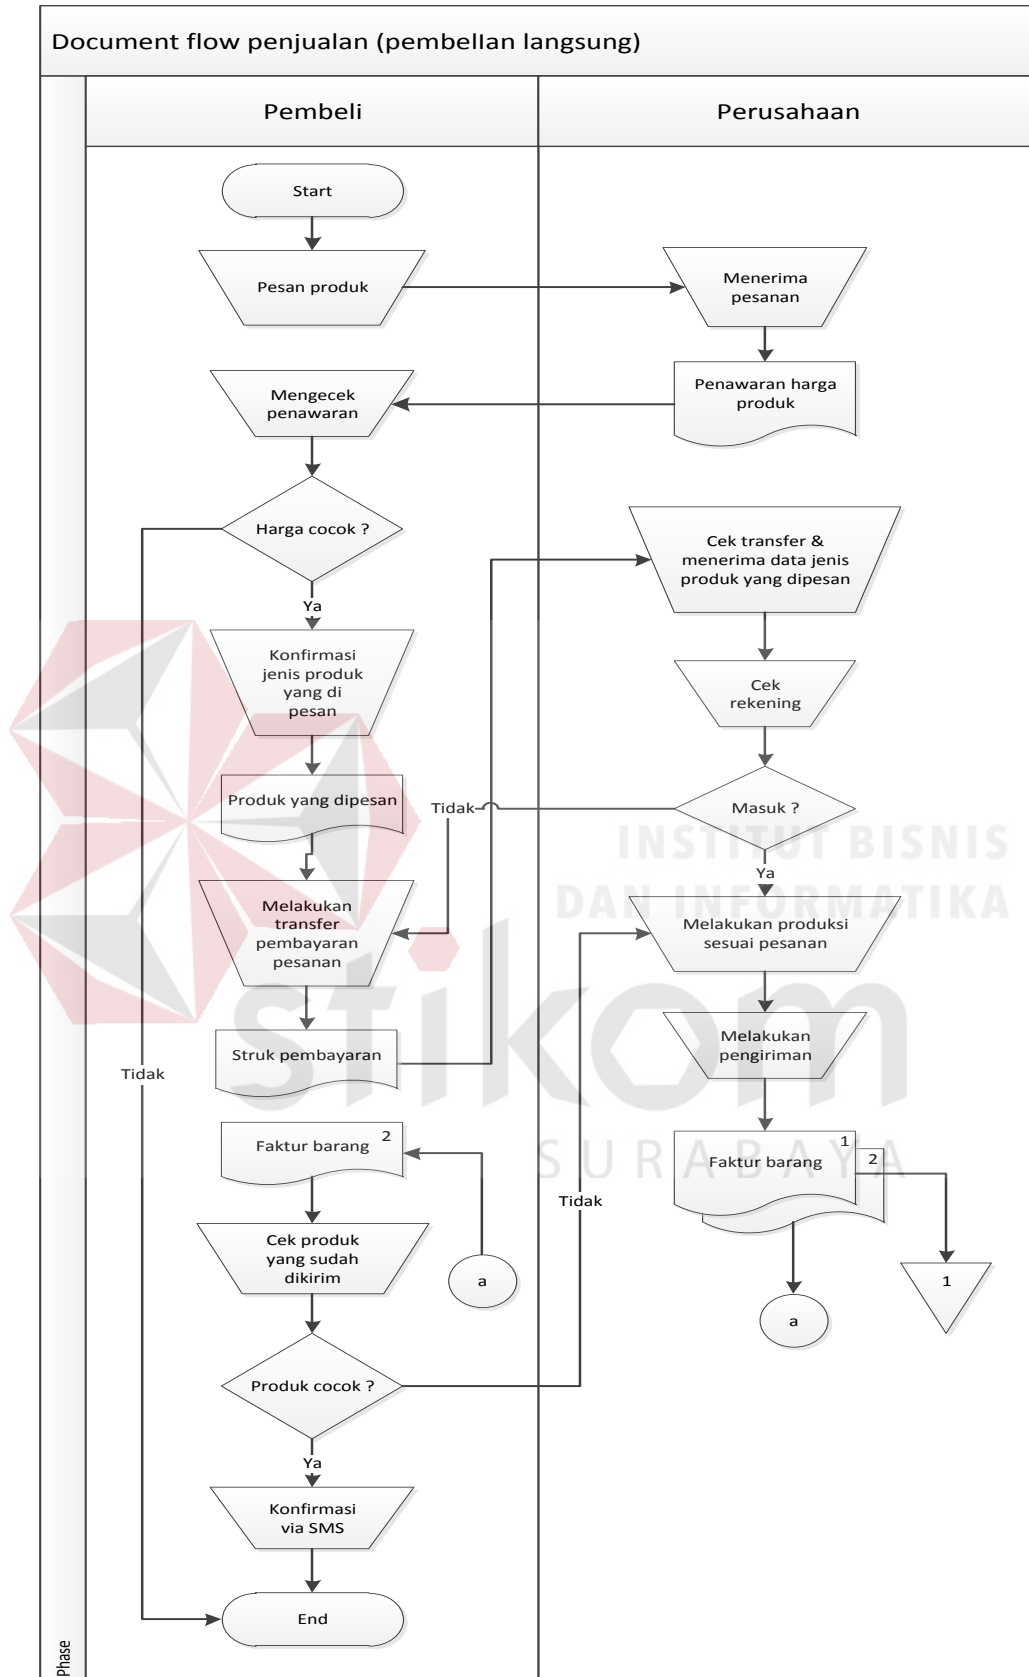 Document flow penjualan (pembelIan langsung)
Pembeli
Perusahaan
Start
Pesan produk
Menerima
pesanan
Penawaran harga
produk
Mengecek
penawaran
Harga cocok ?
Cek transfer &
menerima data jenis
produk yang dipesan
Ya
Konfirmasi
jenis produk
yang di
pesan
Cek
rekening
Produk yang dipesan
Tidak
Masuk ?
INSTITUT BISNIS
DAN INFORMATIKA
Ya
Melakukan
transfer
pembayaran
pesanan
Melakukan produksi
sesuai pesanan
stikom
SURABAYA
Struk pembayaran
Melakukan
pengiriman
Tidak
Faktur barang
2
Faktur barang
1
2
Tidak
Cek produk
yang sudah
dikirim
a
1
a
Produk cocok ?
Ya
Konfirmasi
via SMS
End
Phase